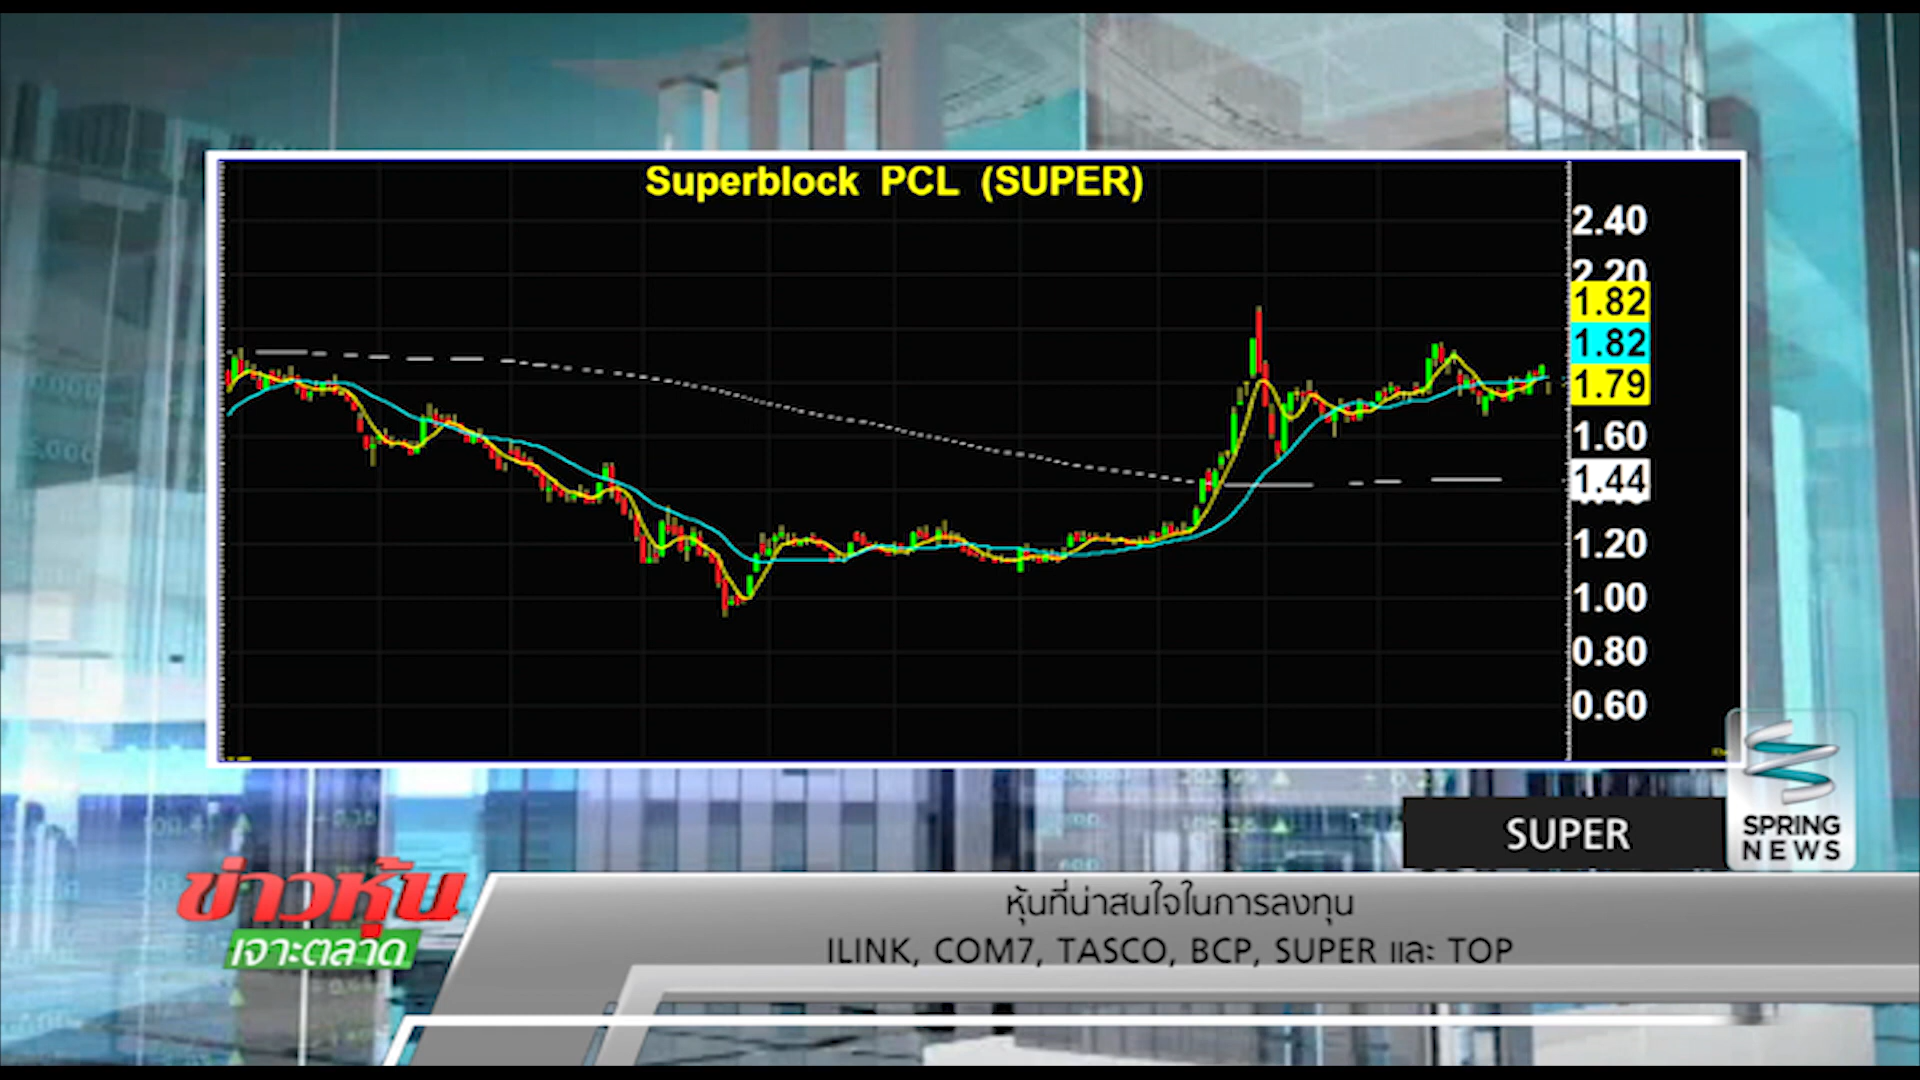 Superblock PCL (SUPER)
2.40
2.20
1.82
1.82
1.79
1.60
1.44
1.20
1.00
0.80
0.60
SUPER
SPRING
NEWS
ข่าวหุ้น
เจาะตลาด
หุ้นที่น่าสนใจในการลงทุน
ILINK, COM7, TASCO, BCP, SUPER และ TOP